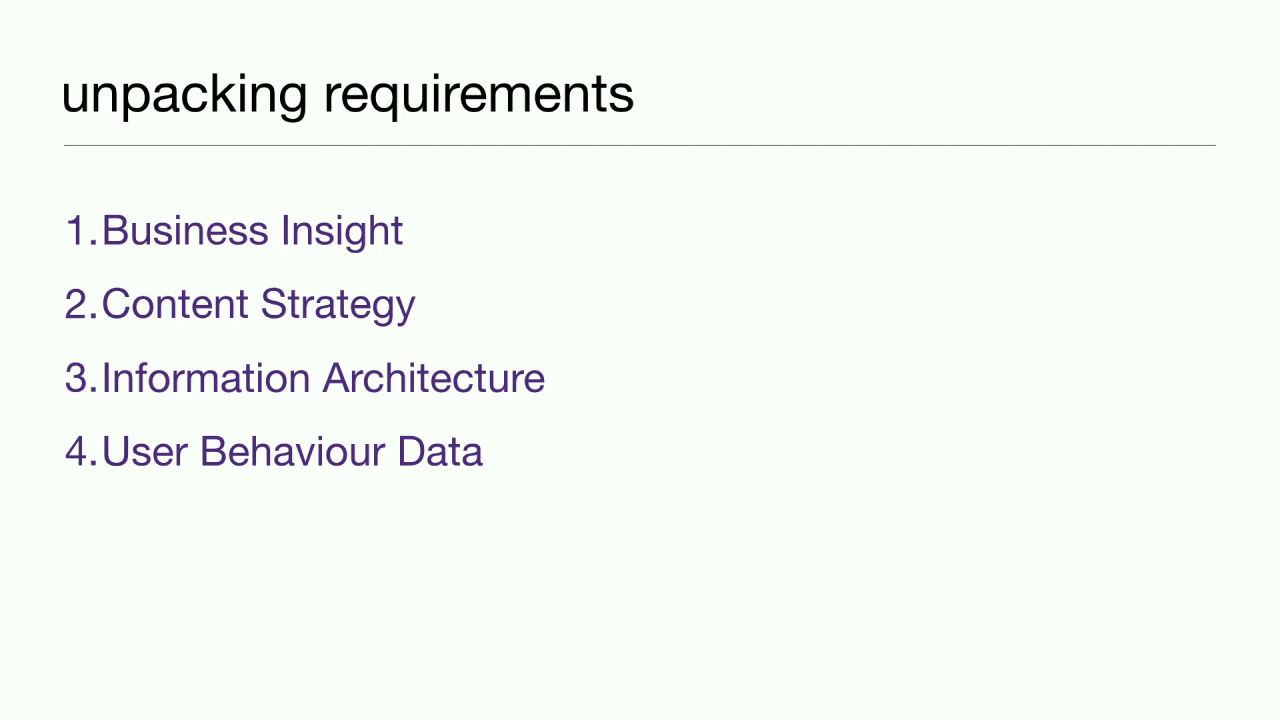 unpacking requirements
1.Business Insight
2.Content Strategy
3.Information Architecture
4.User Behaviour Data